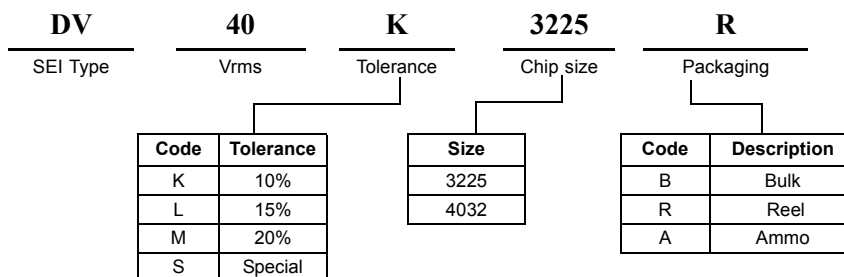 DV 40 K 3225 R
SEI Type Vrms Tolerance Chip size Packaging
Code Tolerance Size Code Description
K 10% 3225 B Bulk
L 15% 4032 R Reel
M 20% A Ammo
S Special